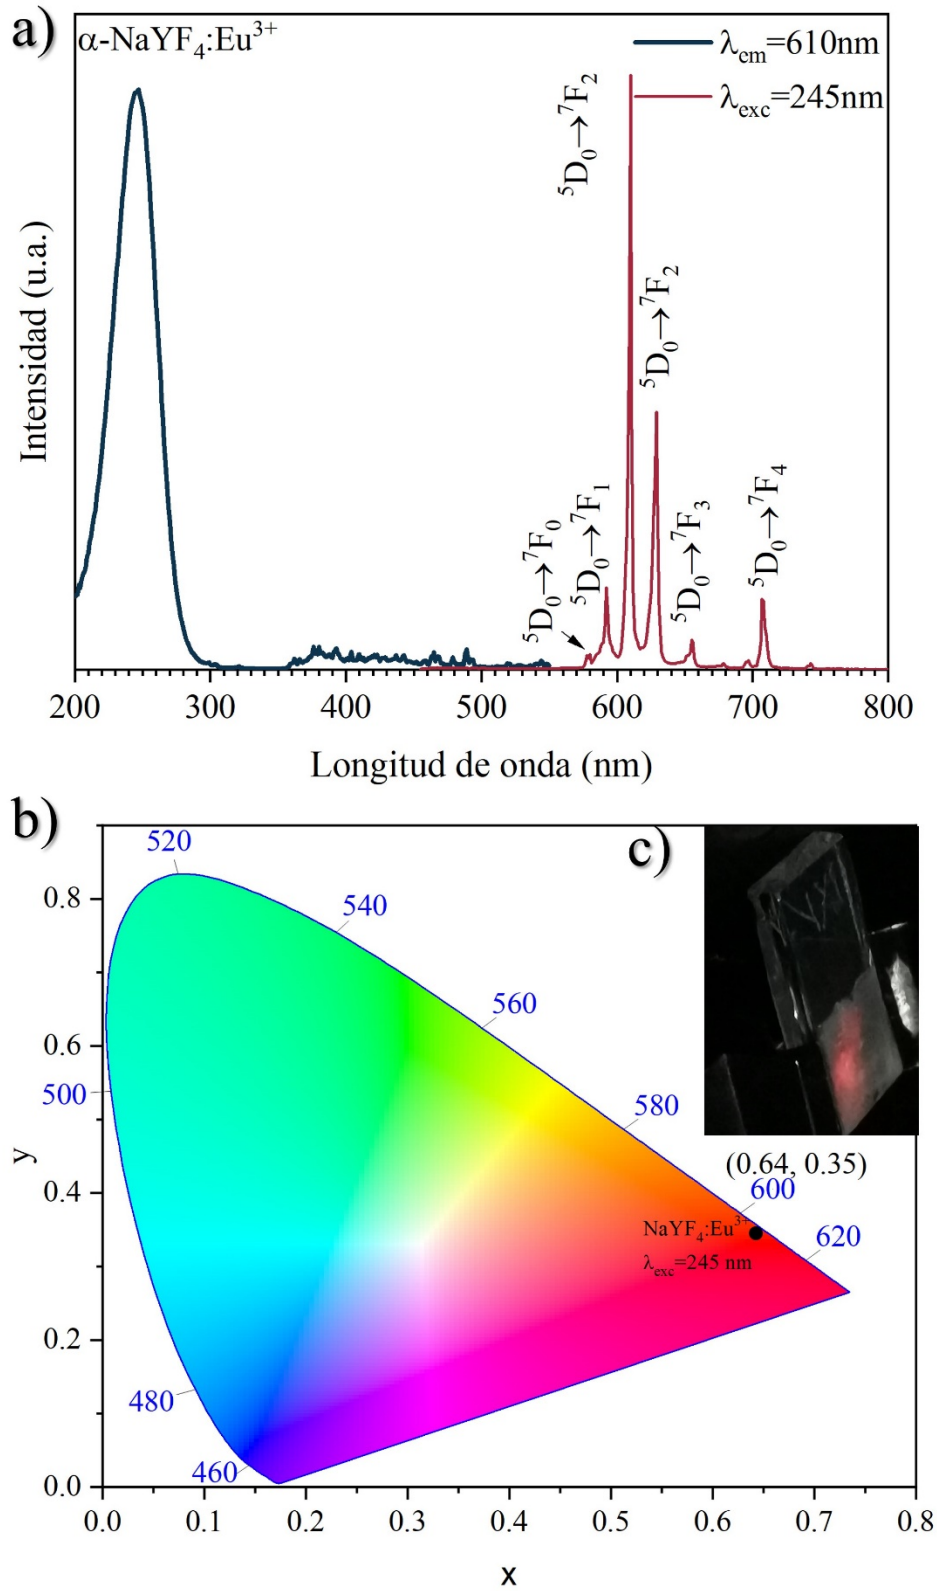 a)
α-NaYF₄:Eu³⁺
λₑₘ=610nm
λₑₓ꜀=245nm
⁵D₀→⁷F₂
⁵D₀→⁷F₂
⁵D₀→⁷F₀
⁵D₀→⁷F₁
⁵D₀→⁷F₃
⁵D₀→⁷F₄
Intensidad (u.a.)
200 300 400 500 600 700 800
Longitud de onda (nm)
b)
c)
520
540
560
580
600
620
500
480
460
(0.64, 0.35)
NaYF₄:Eu³⁺
λₑₓ꜀=245 nm
y
0.8
0.6
0.4
0.2
0.0
0.0 0.1 0.2 0.3 0.4 0.5 0.6 0.7 0.8
x